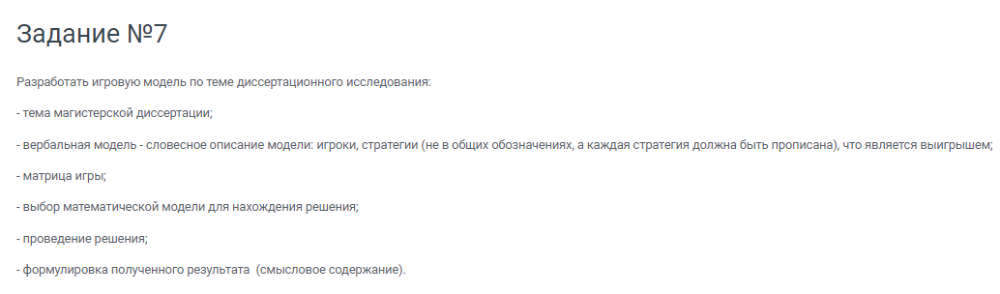 Задание №7
Разработать игровую модель по теме диссертационного исследования:
- тема магистерской диссертации;
- вербальная модель - словесное описание модели: игроки, стратегии (не в общих обозначениях, а каждая стратегия должна быть прописана), что является выигрышем;
- матрица игры;
- выбор математической модели для нахождения решения;
- проведение решения;
- формулировка полученного результата (смысловое содержание).